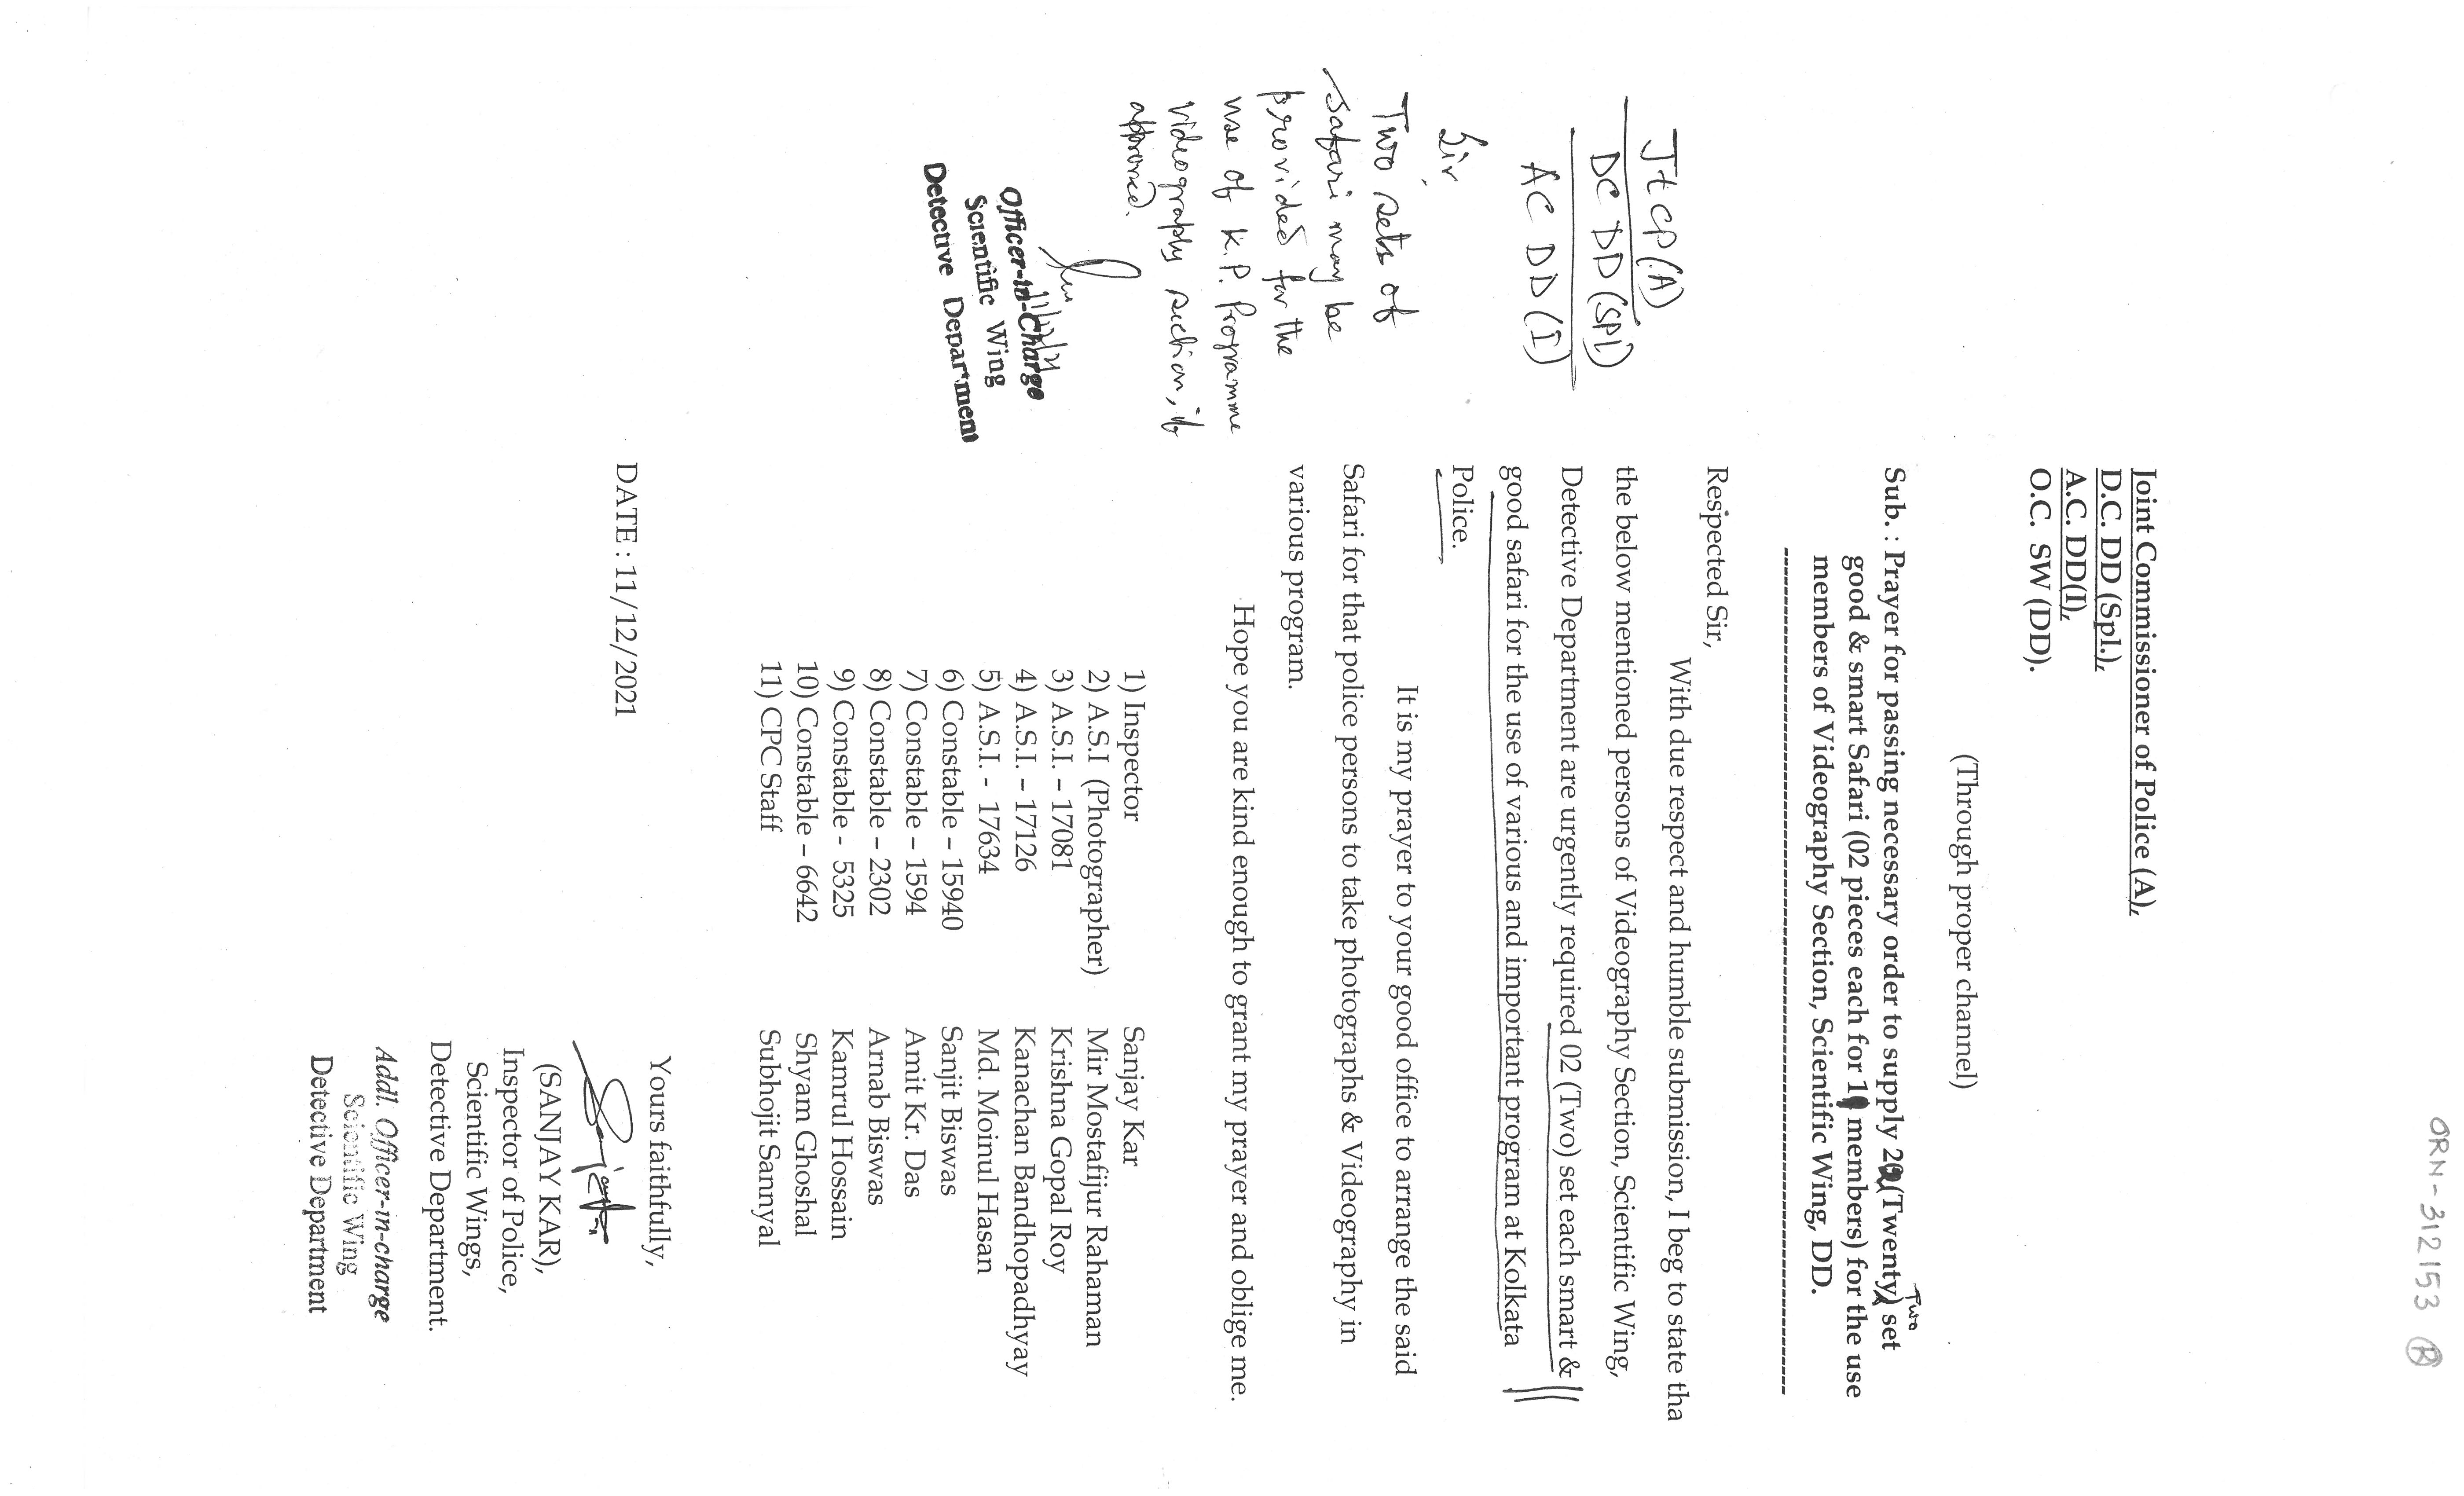 ORN-312153 R
Joint Commissioner of Police (A),
D.C. DD (Spl.),
A.C. DD(I),
O.C. SW (DD).
(Through proper channel)
Two
Sub. : Prayer for passing necessary order to supply 22 (Twenty) set
good & smart Safari (02 pieces each for 11 members) for the use
members of Videography Section, Scientific Wing, DD.
Respected Sir,
With due respect and humble submission, I beg to state tha
the below mentioned persons of Videography Section, Scientific Wing,
Detective Department are urgently required 02 (Two) set each smart &
good safari for the use of various and important program at Kolkata
Police.
It is my prayer to your good office to arrange the said
Safari for that police persons to take photographs & Videography in
various program.
Hope you are kind enough to grant my prayer and oblige me.
Jt CP(A)
DC DD (SPL)
AC DD (I)
Sir,
Two sets of
safari may be
provided for the
use of K.P. Programme
videography section, if
approved.
Officer-in-Charge
Scientific Wing
Detective Department
1) Inspector Sanjay Kar
2) A.S.I (Photographer) Mir Mostafijur Rahaman
3) A.S.I. – 17081 Krishna Gopal Roy
4) A.S.I. – 17126 Kanachan Bandhopadhyay
5) A.S.I. - 17634 Md. Moinul Hasan
6) Constable – 15940 Sanjit Biswas
7) Constable – 1594 Amit Kr. Das
8) Constable – 2302 Arnab Biswas
9) Constable - 5325 Kamrul Hossain
10) Constable – 6642 Shyam Ghoshal
11) CPC Staff Subhojit Sannyal
Yours faithfully,
DATE : 11/12/2021
(SANJAY KAR),
Inspector of Police,
Scientific Wings,
Detective Department.
Addl. Officer-in-charge
Scientific Wing
Detective Department